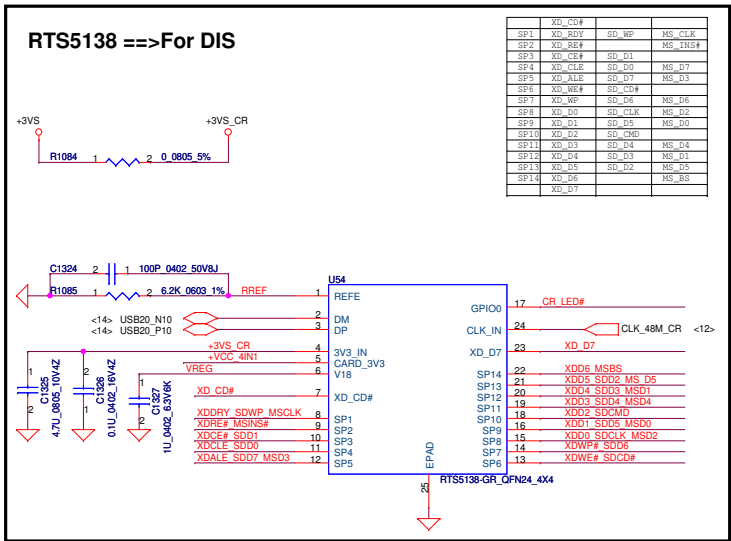 RTS5138 ==>For DIS
XD_CD#
SP1 XD_RDY SD_WP MS_CLK
SP2 XD_RE# MS_INS#
SP3 XD_CE# SD_D1
SP4 XD_CLE SD_D0 MS_D7
SP5 XD_ALE SD_D7 MS_D3
SP6 XD_WE# SD_CD#
SP7 XD_WP SD_D6 MS_D6
SP8 XD_D0 SD_CLK MS_D2
SP9 XD_D1 SD_D5 MS_D0
SP10 XD_D2 SD_CMD
SP11 XD_D3 SD_D4 MS_D4
SP12 XD_D4 SD_D3 MS_D1
SP13 XD_D5 SD_D2 MS_D5
SP14 XD_D6 MS_BS
XD_D7
+3VS +3VS_CR
R1084 1 2 0_0805_5%
C1324 2 1 100P_0402_50V8J
R1085 1 2 6.2K_0603_1% RREF
<14> USB20_N10
<14> USB20_P10
+3VS_CR
+VCC_4IN1
VREG
1 2 C1325 4.7U_0805_10V4Z
2 1 C1326 0.1U_0402_16V4Z
1 2 C1327 1U_0402_6.3V6K
XD_CD#
XDDRY_SDWP_MSCLK
XDRE#_MSINS#
XDCE#_SDD1
XDCLE_SDD0
XDALE_SDD7_MSD3
U54
1 REFE
2 DM
3 DP
4 3V3_IN
5 CARD_3V3
6 V18
7 XD_CD#
8 SP1
9 SP2
10 SP3
11 SP4
12 SP5
EPAD 25
GPIO0 17 CR_LED#
CLK_IN 24 CLK_48M_CR <12>
XD_D7 23 XD_D7
SP14 22 XDD6_MSBS
SP13 21 XDD5_SDD2_MS_D5
SP12 20 XDD4_SDD3_MSD1
SP11 19 XDD3_SDD4_MSD4
SP10 18 XDD2_SDCMD
SP9 16 XDD1_SDD5_MSD0
SP8 15 XDD0_SDCLK_MSD2
SP7 14 XDWP#_SDD6
SP6 13 XDWE#_SDCD#
RTS5138-GR_QFN24_4X4